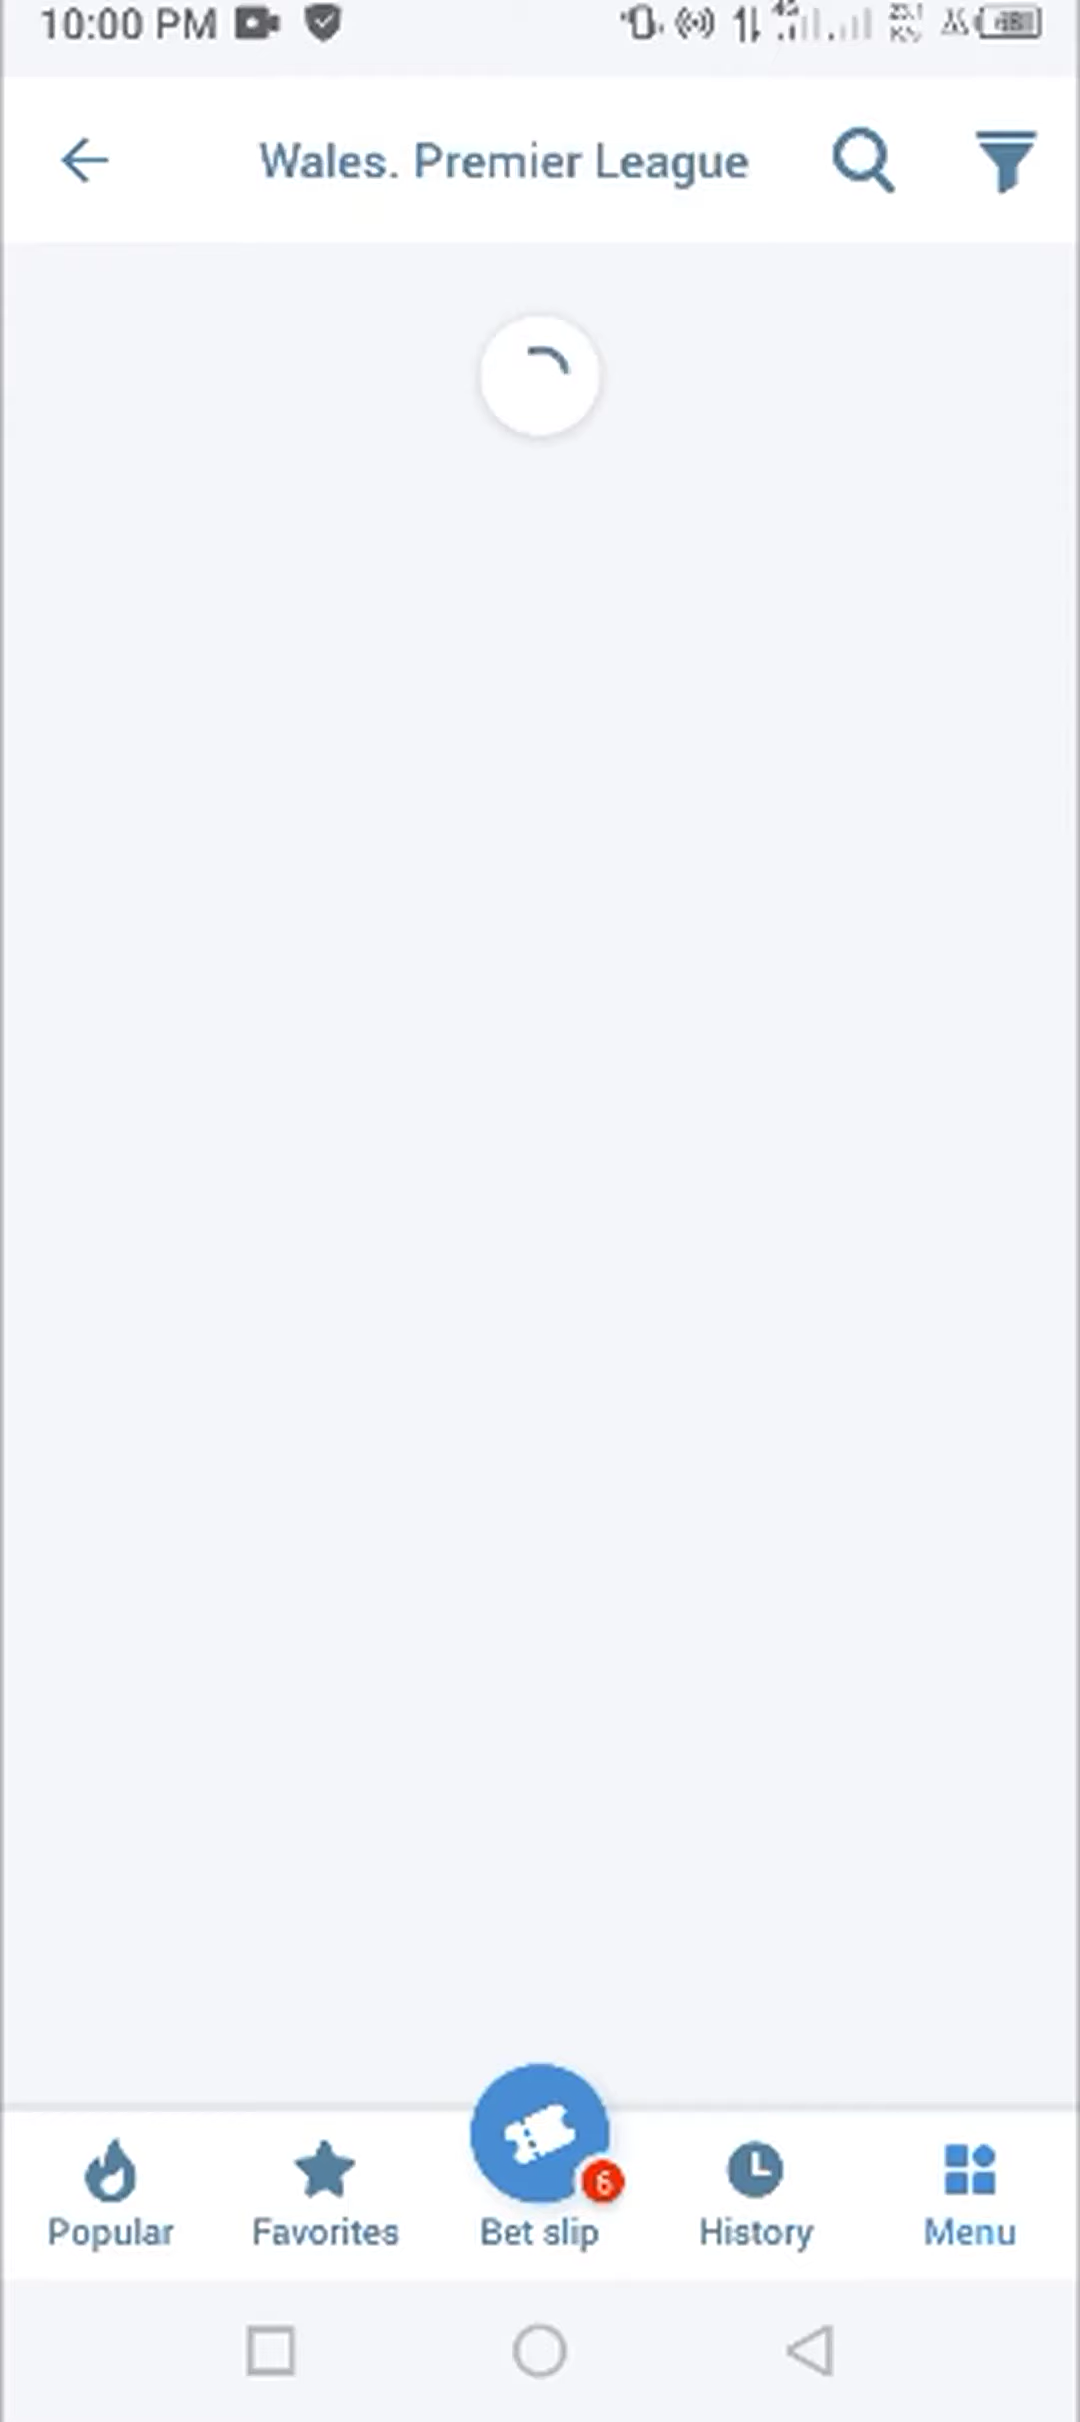 10:00 PM
Wales. Premier League
6
Popular
Favorites
Bet slip
History
Menu